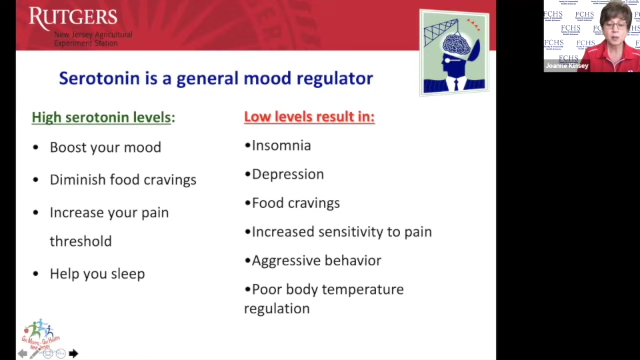 RUTGERS
New Jersey Agricultural
Experiment Station
Serotonin is a general mood regulator
High serotonin levels:
• Boost your mood
• Diminish food cravings
• Increase your pain
threshold
• Help you sleep
Low levels result in:
•Insomnia
•Depression
•Food cravings
•Increased sensitivity to pain
•Aggressive behavior
•Poor body temperature
regulation
FCHS
Joanne Kinsey